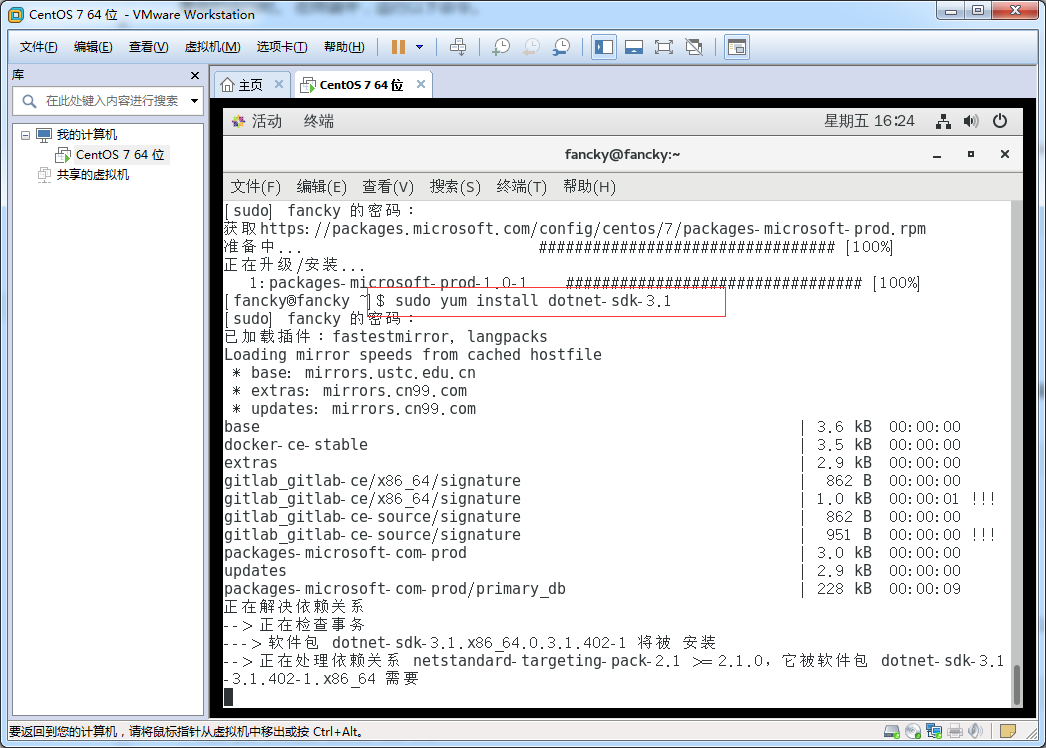 CentOS 7 64 位 - VMware Workstation
文件(F) 编辑(E) 查看(V) 虚拟机(M) 选项卡(T) 帮助(H)
库
在此处键入内容进行搜索
我的计算机
CentOS 7 64 位
共享的虚拟机
主页 CentOS 7 64 位
活动 终端 星期五 16:24
fancky@fancky:~
文件(F) 编辑(E) 查看(V) 搜索(S) 终端(T) 帮助(H)
[sudo] fancky 的密码：
获取https://packages.microsoft.com/config/centos/7/packages-microsoft-prod.rpm
准备中... ################################# [100%]
正在升级/安装...
1:packages-microsoft-prod-1.0-1 ################################# [100%]
[fancky@fancky ~]$ sudo yum install dotnet-sdk-3.1
[sudo] fancky 的密码：
已加载插件：fastestmirror, langpacks
Loading mirror speeds from cached hostfile
* base: mirrors.ustc.edu.cn
* extras: mirrors.cn99.com
* updates: mirrors.cn99.com
base | 3.6 kB 00:00:00
docker-ce-stable | 3.5 kB 00:00:00
extras | 2.9 kB 00:00:00
gitlab_gitlab-ce/x86_64/signature | 862 B 00:00:00
gitlab_gitlab-ce/x86_64/signature | 1.0 kB 00:00:01 !!!
gitlab_gitlab-ce-source/signature | 862 B 00:00:00
gitlab_gitlab-ce-source/signature | 951 B 00:00:00 !!!
packages-microsoft-com-prod | 3.0 kB 00:00:00
updates | 2.9 kB 00:00:00
packages-microsoft-com-prod/primary_db | 228 kB 00:00:09
正在解决依赖关系
--> 正在检查事务
---> 软件包 dotnet-sdk-3.1.x86_64.0.3.1.402-1 将被 安装
--> 正在处理依赖关系 netstandard-targeting-pack-2.1 >= 2.1.0，它被软件包 dotnet-sdk-3.1
-3.1.402-1.x86_64 需要
要返回到您的计算机，请将鼠标指针从虚拟机中移出或按 Ctrl+Alt。